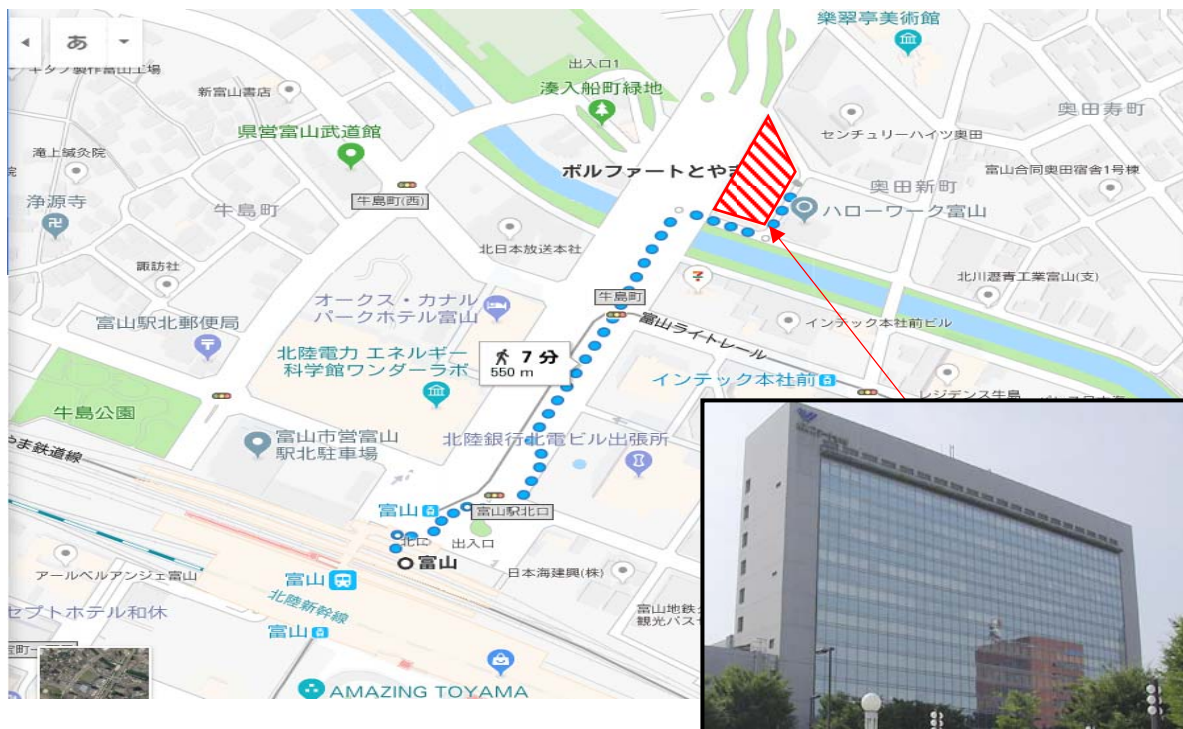 あ
キタノ製作富山工場
新富山書店
県営富山武道館
滝上鍼灸院
浄源寺
牛島町
牛島町(西)
諏訪社
富山駅北郵便局
牛島公園
やま鉄道線
出入口1
湊入船町緑地
樂翠亭美術館
センチュリーハイツ奥田
奥田寿町
富山合同奥田宿舎1号棟
ボルファートとやま
奥田新町
ハローワーク富山
北日本放送本社
北川瀝青工業富山(支)
オークス・カナル
パークホテル富山
牛島町
富山ライトレール
インテック本社前ビル
北陸電力 エネルギー
科学館ワンダーラボ
7 分
550 m
インテック本社前
レジデンス牛島
富山市営富山
駅北駐車場
北陸銀行北電ビル出張所
富山
富山駅北口
北口
出入口
富山
日本海建興(株)
アールベルアンジェ富山
富山
北陸新幹線
富山
セプトホテル和休
富山地鉄
観光バス
AMAZING TOYAMA